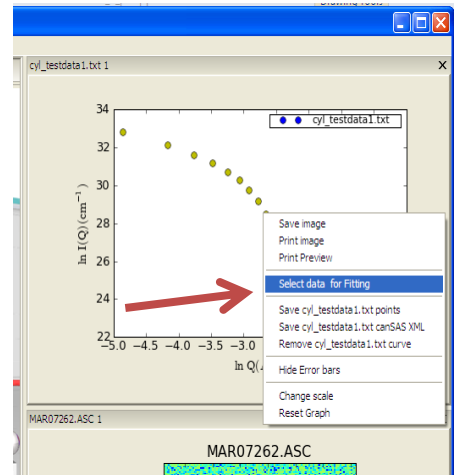 cyl_testdata1.txt 1 X
34
cyl_testdata1.txt
32
30
28
26
24
22
ln I(Q)(cm⁻¹)
−5.0 −4.5 −4.0 −3.5 −3.0
ln Q(
Save image
Print image
Print Preview
Select data for Fitting
Save cyl_testdata1.txt points
Save cyl_testdata1.txt canSAS XML
Remove cyl_testdata1.txt curve
Hide Error bars
Change scale
Reset Graph
MAR07262.ASC 1
MAR07262.ASC